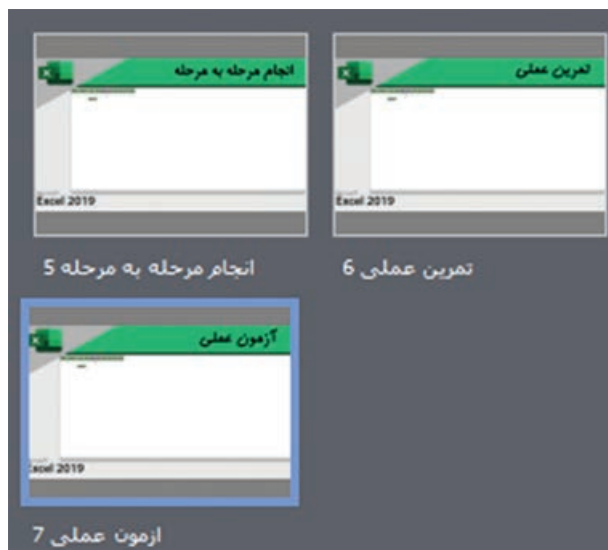 انجام مرحله به مرحله
Excel 2019
انجام مرحله به مرحله 5
تمرین عملی
Excel 2019
تمرین عملی 6
آزمون عملی
Excel 2019
ازمون عملی 7